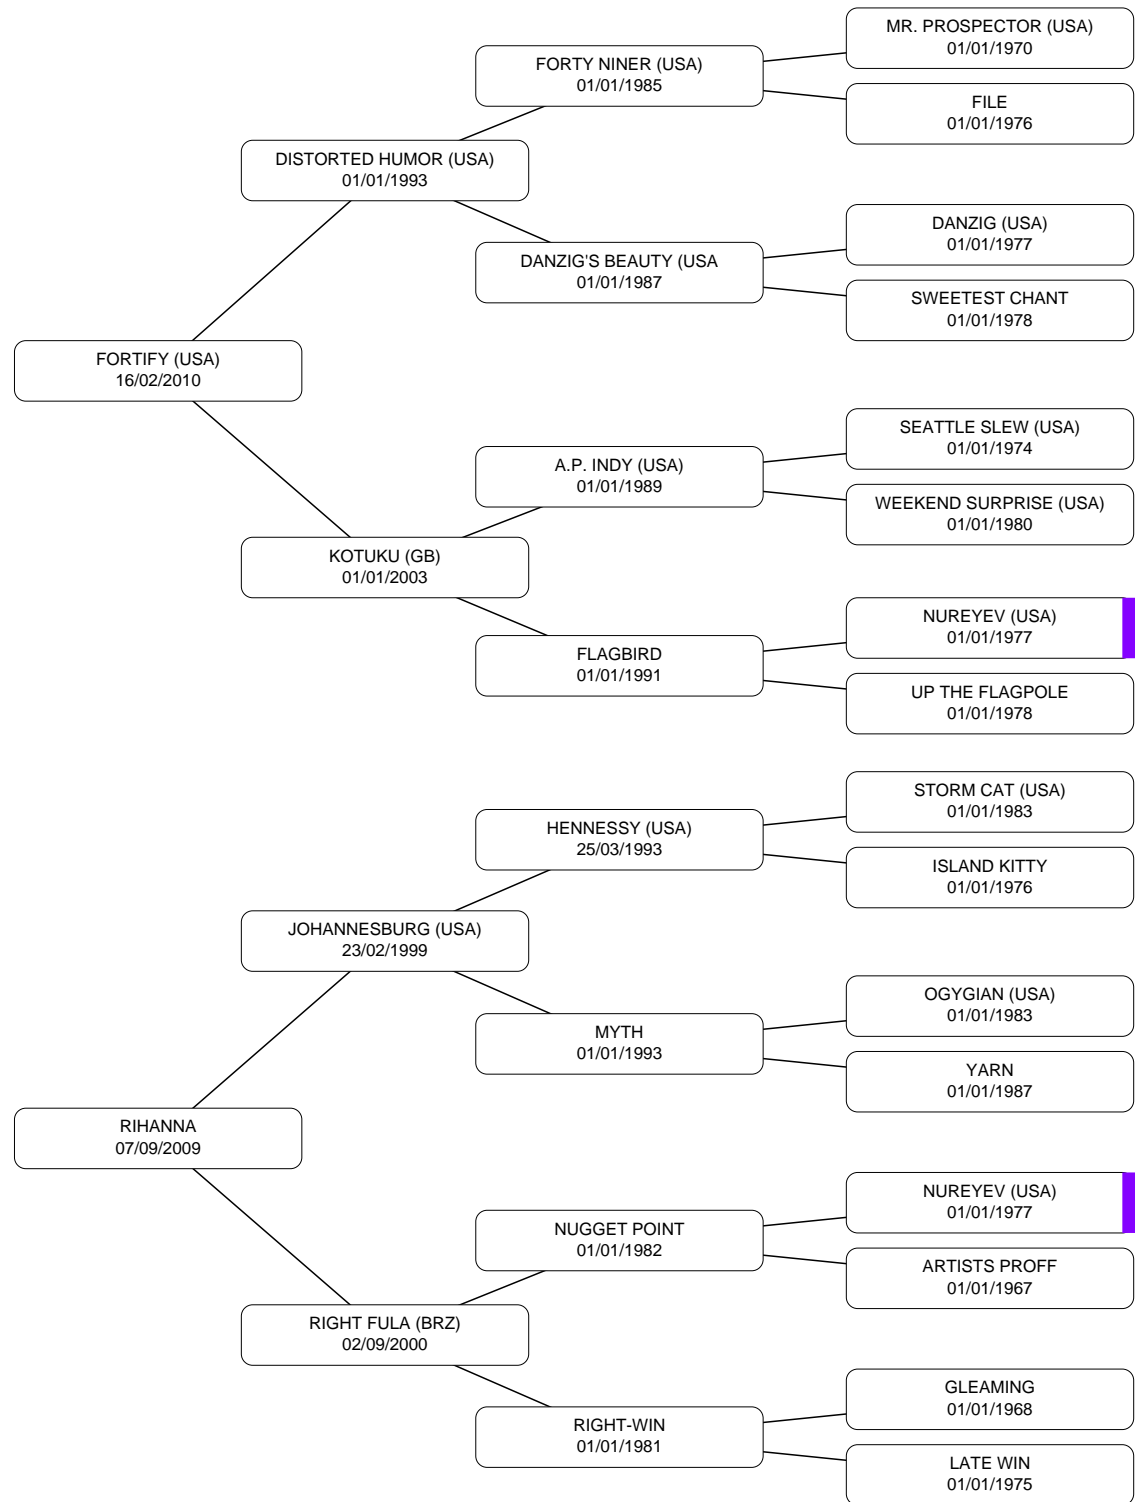 MR. PROSPECTOR (USA)
01/01/1970
FORTY NINER (USA)
01/01/1985
FILE
01/01/1976
DISTORTED HUMOR (USA)
01/01/1993
DANZIG (USA)
01/01/1977
DANZIG'S BEAUTY (USA
01/01/1987
SWEETEST CHANT
01/01/1978
FORTIFY (USA)
16/02/2010
SEATTLE SLEW (USA)
01/01/1974
A.P. INDY (USA)
01/01/1989
WEEKEND SURPRISE (USA)
01/01/1980
KOTUKU (GB)
01/01/2003
NUREYEV (USA)
01/01/1977
FLAGBIRD
01/01/1991
UP THE FLAGPOLE
01/01/1978
STORM CAT (USA)
01/01/1983
HENNESSY (USA)
25/03/1993
ISLAND KITTY
01/01/1976
JOHANNESBURG (USA)
23/02/1999
OGYGIAN (USA)
01/01/1983
MYTH
01/01/1993
YARN
01/01/1987
RIHANNA
07/09/2009
NUREYEV (USA)
01/01/1977
NUGGET POINT
01/01/1982
ARTISTS PROFF
01/01/1967
RIGHT FULA (BRZ)
02/09/2000
GLEAMING
01/01/1968
RIGHT-WIN
01/01/1981
LATE WIN
01/01/1975